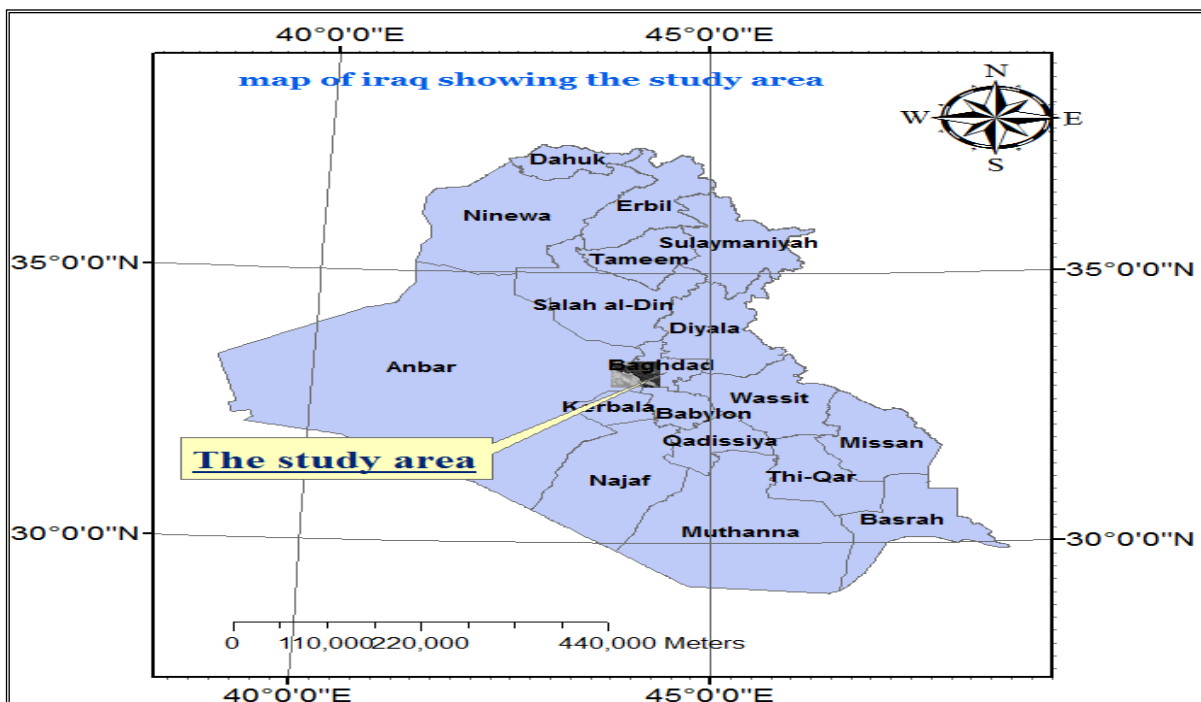 40°0'0"E 45°0'0"E
map of iraq showing the study area
N
W E
S
Dahuk
Ninewa
Erbil
Sulaymaniyah
35°0'0"N
Tameem
35°0'0"N
Salah al-Din
Diyala
Anbar
Baghdad
Wassit
Kerbala
Babylon
Qadissiya
Missan
The study area
Najaf
Thi-Qar
Basrah
30°0'0"N
Muthanna
30°0'0"N
0 110,000 220,000 440,000 Meters
40°0'0"E 45°0'0"E